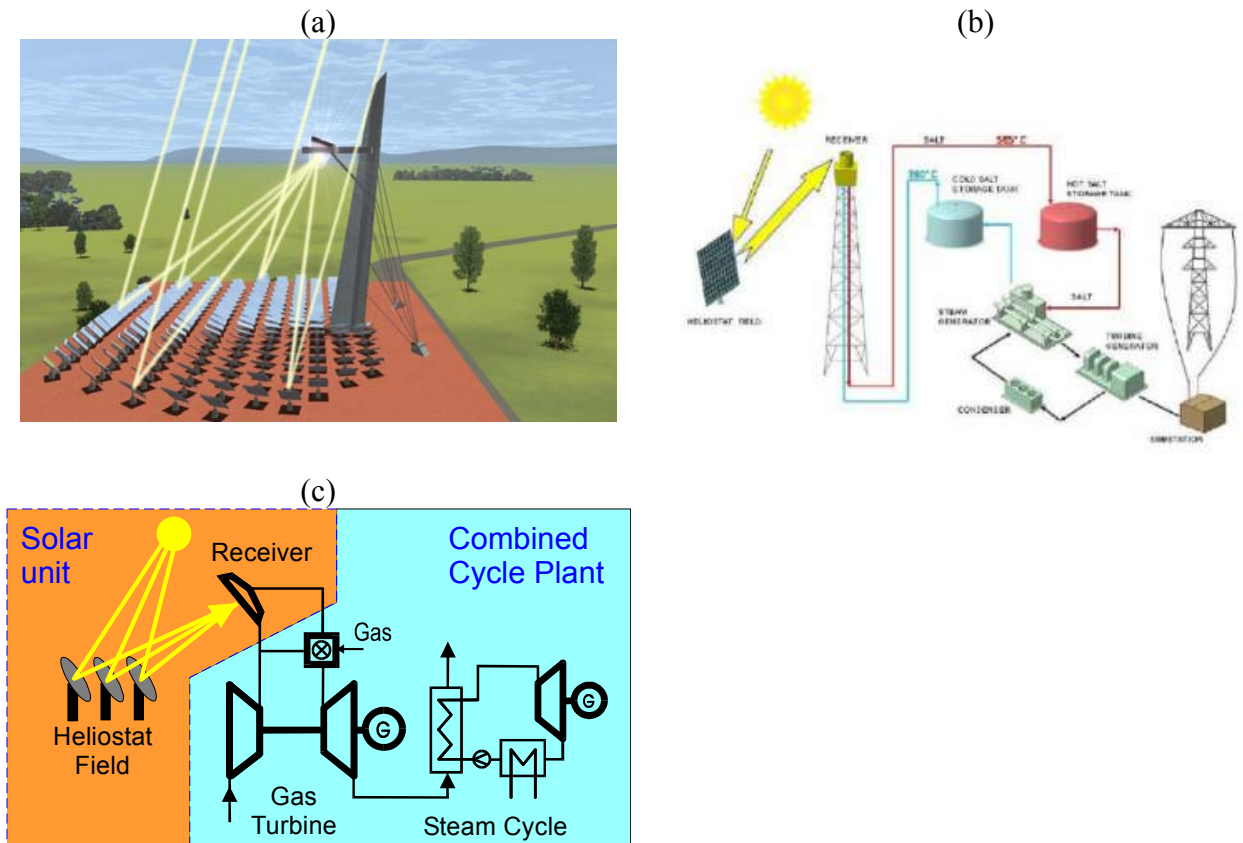 (a)
(b)
RECEIVER
SALT
565° C
COLD SALT
STORAGE TANK
HOT SALT
STORAGE TANK
HELIOSTAT FIELD
SALT
STEAM
GENERATOR
TURBINE
GENERATOR
CONDENSER
SUBSTATION
(c)
Solar
unit
Receiver
Combined
Cycle Plant
Gas
G
G
Heliostat
Field
Gas
Turbine
Steam Cycle